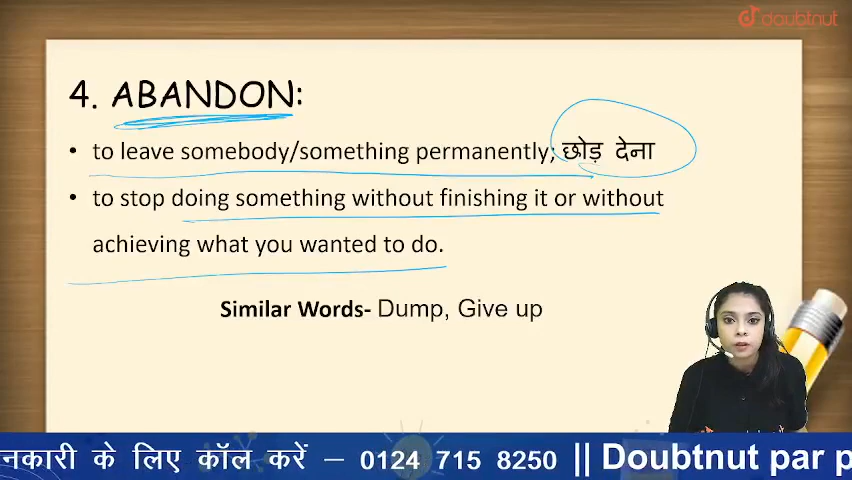 doubtnut
4. ABANDON:
• to leave somebody/something permanently; छोड़ देना
• to stop doing something without finishing it or without
achieving what you wanted to do.
Similar Words- Dump, Give up
नकारी के लिए कॉल करें – 0124 715 8250 || Doubtnut par p